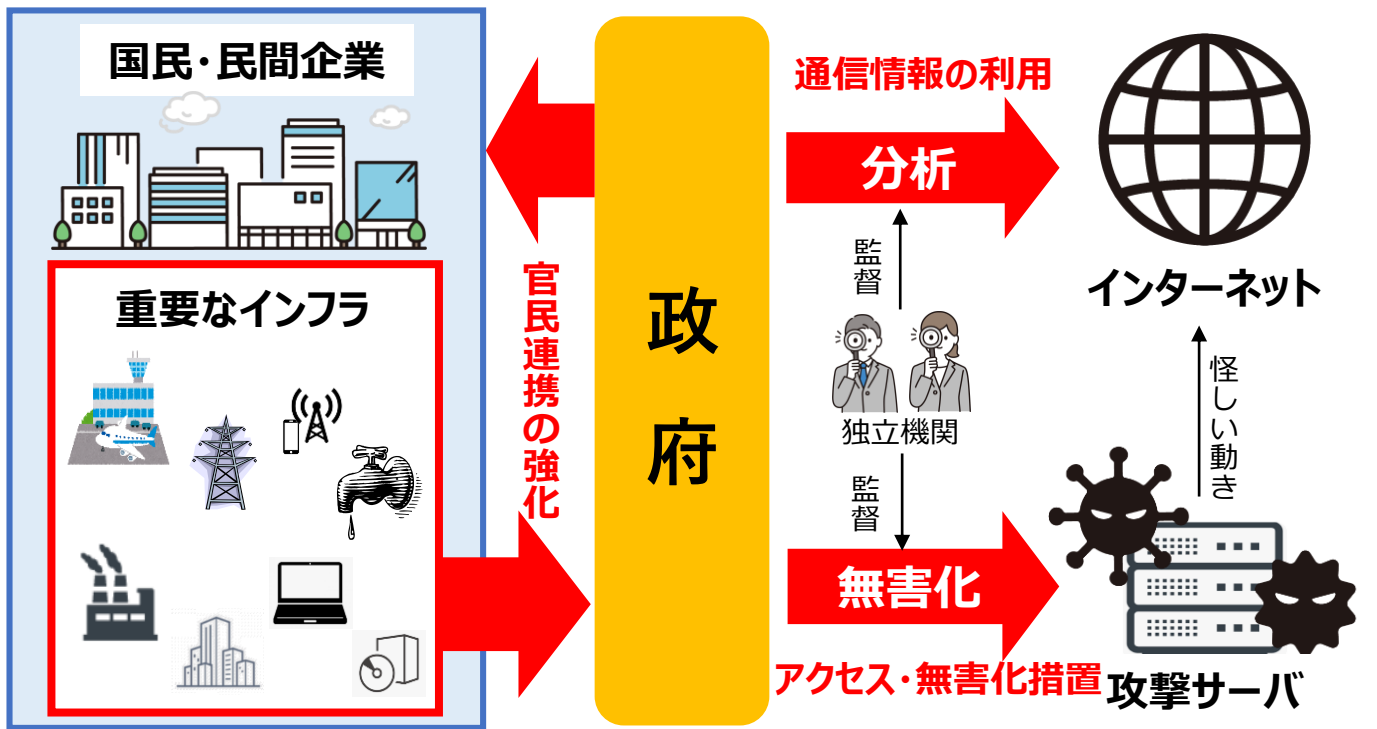 国民・民間企業
重要なインフラ
官民連携の強化
政府
通信情報の利用
分析
監督
独立機関
監督
無害化
アクセス・無害化措置
インターネット
怪しい動き
攻撃サーバ